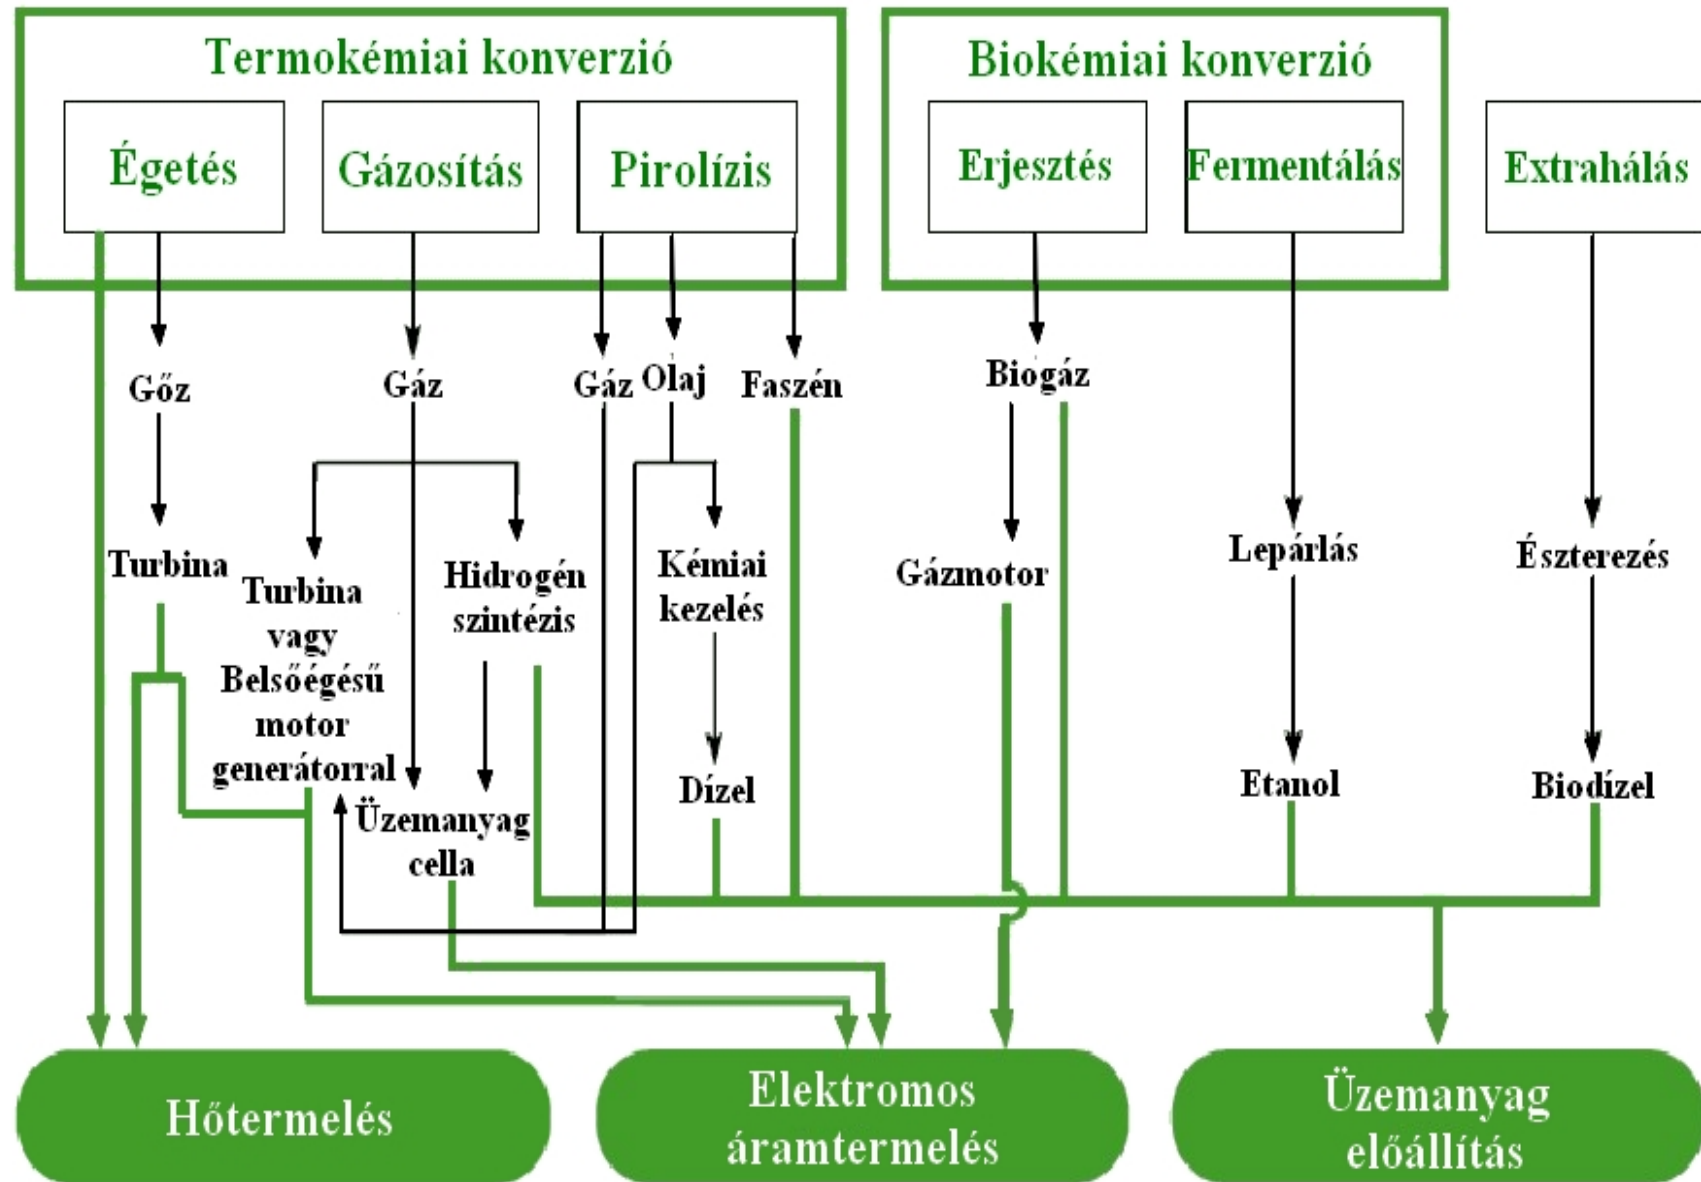 Termokémiai konverzió
Biokémiai konverzió
Égetés
Gázosítás
Pirolízis
Erjesztés
Fermentálás
Extrahálás
Gőz
Gáz
Gáz
Olaj
Faszén
Biogáz
Turbina
Turbina
vagy
Belsőégésű
motor
generátorral
Hidrogén
szintézis
Kémiai
kezelés
Gázmotor
Lepárlás
Észterezés
Üzemanyag
cella
Dízel
Etanol
Biodízel
Hőtermelés
Elektromos
áramtermelés
Üzemanyag
előállítás